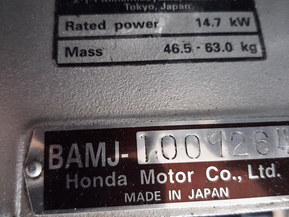 Tokyo, Japan
Rated power 14.7 kW
Mass 46.5 - 63.0 kg
BAMJ-
Honda Motor Co., Ltd.
MADE IN JAPAN